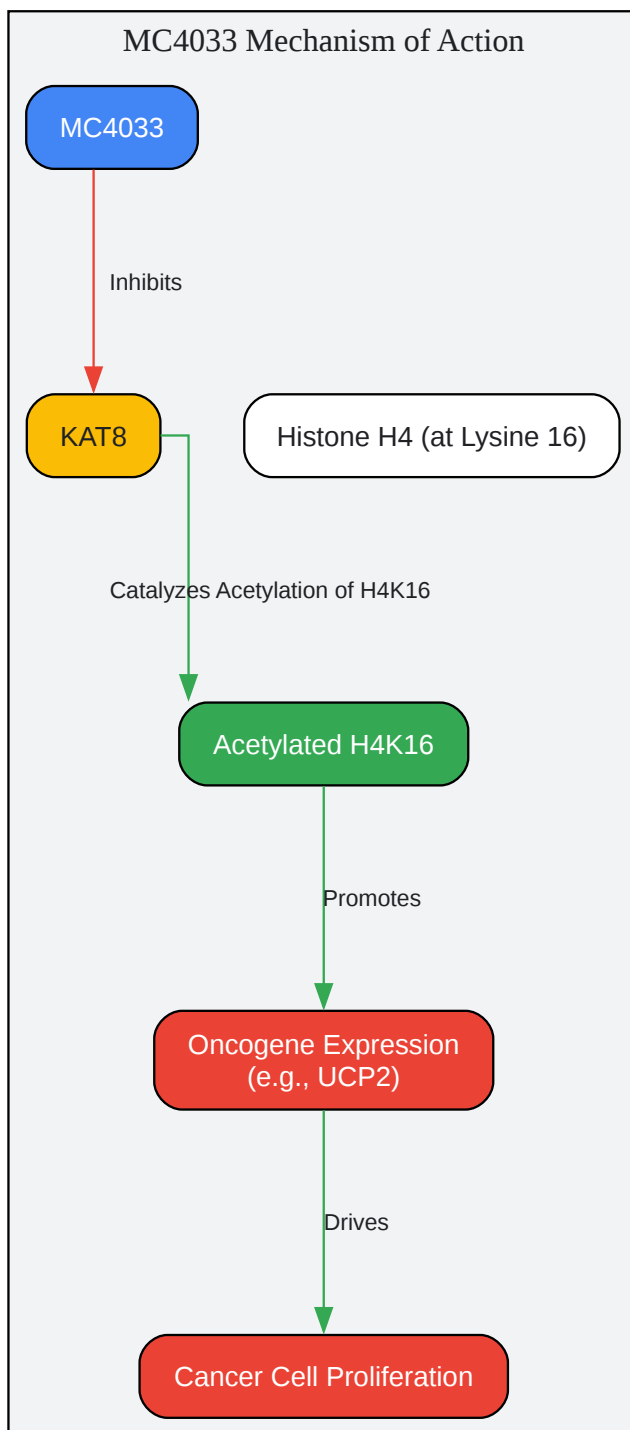 MC4033 Mechanism of Action
MC4033
Inhibits
KAT8
Histone H4 (at Lysine 16)
Catalyzes Acetylation of H4K16
Acetylated H4K16
Promotes
Oncogene Expression
(e.g., UCP2)
Drives
Cancer Cell Proliferation